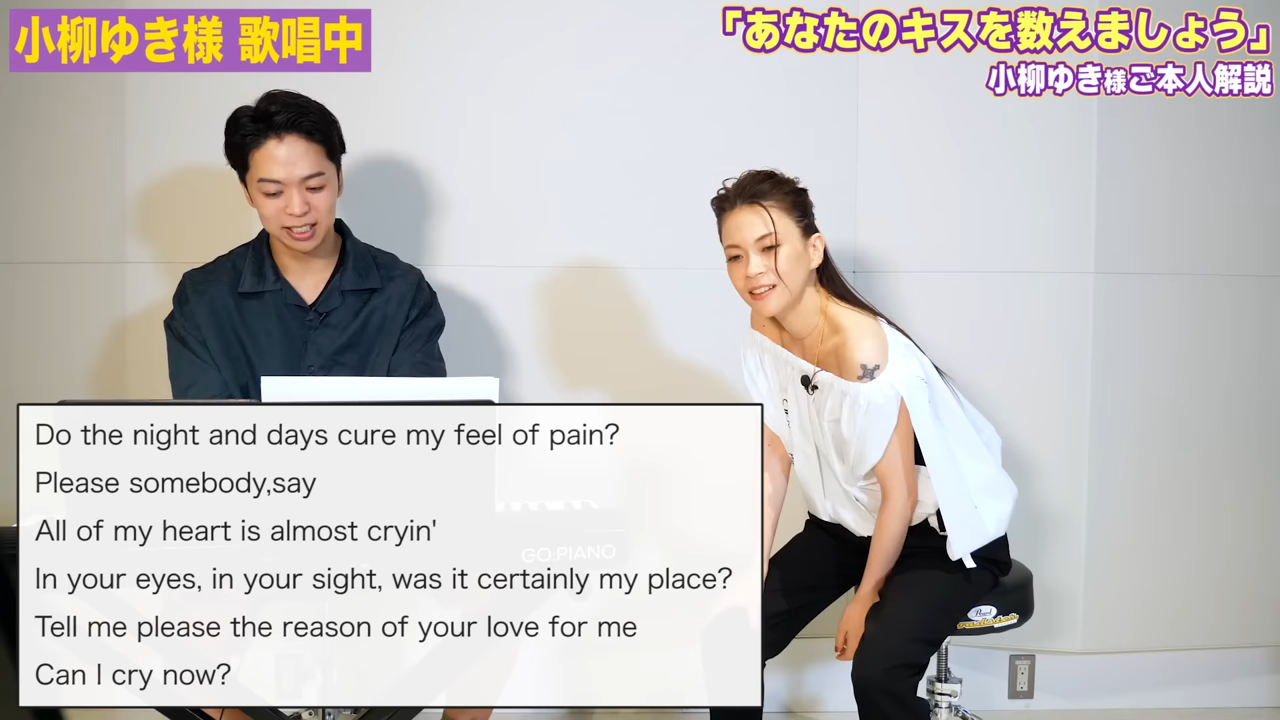 小柳ゆき様 歌唱中
「あなたのキスを数えましょう」
小柳ゆき様ご本人解説
Do the night and days cure my feel of pain?
Please somebody,say
All of my heart is almost cryin'
In your eyes, in your sight, was it certainly my place?
Tell me please the reason of your love for me
Can I cry now?
GO:PIANO
Pearl